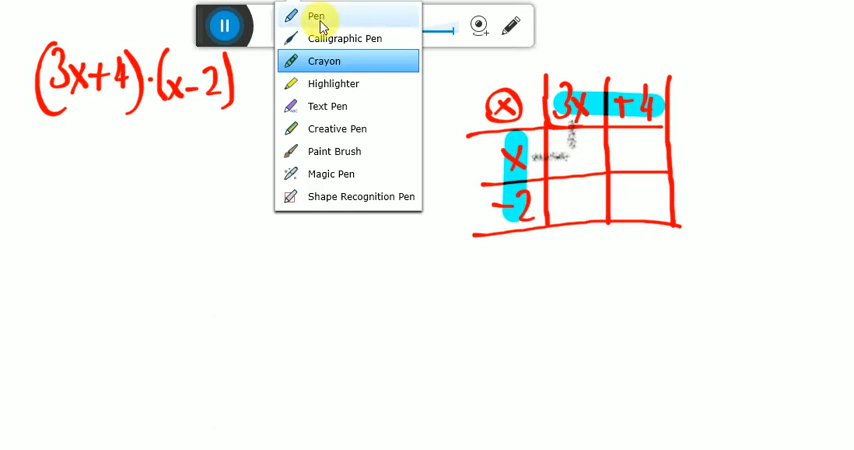 Pen
Calligraphic Pen
Crayon
Highlighter
Text Pen
Creative Pen
Paint Brush
Magic Pen
Shape Recognition Pen
(3x+4)·(x-2)
x 3x +4
x
-2